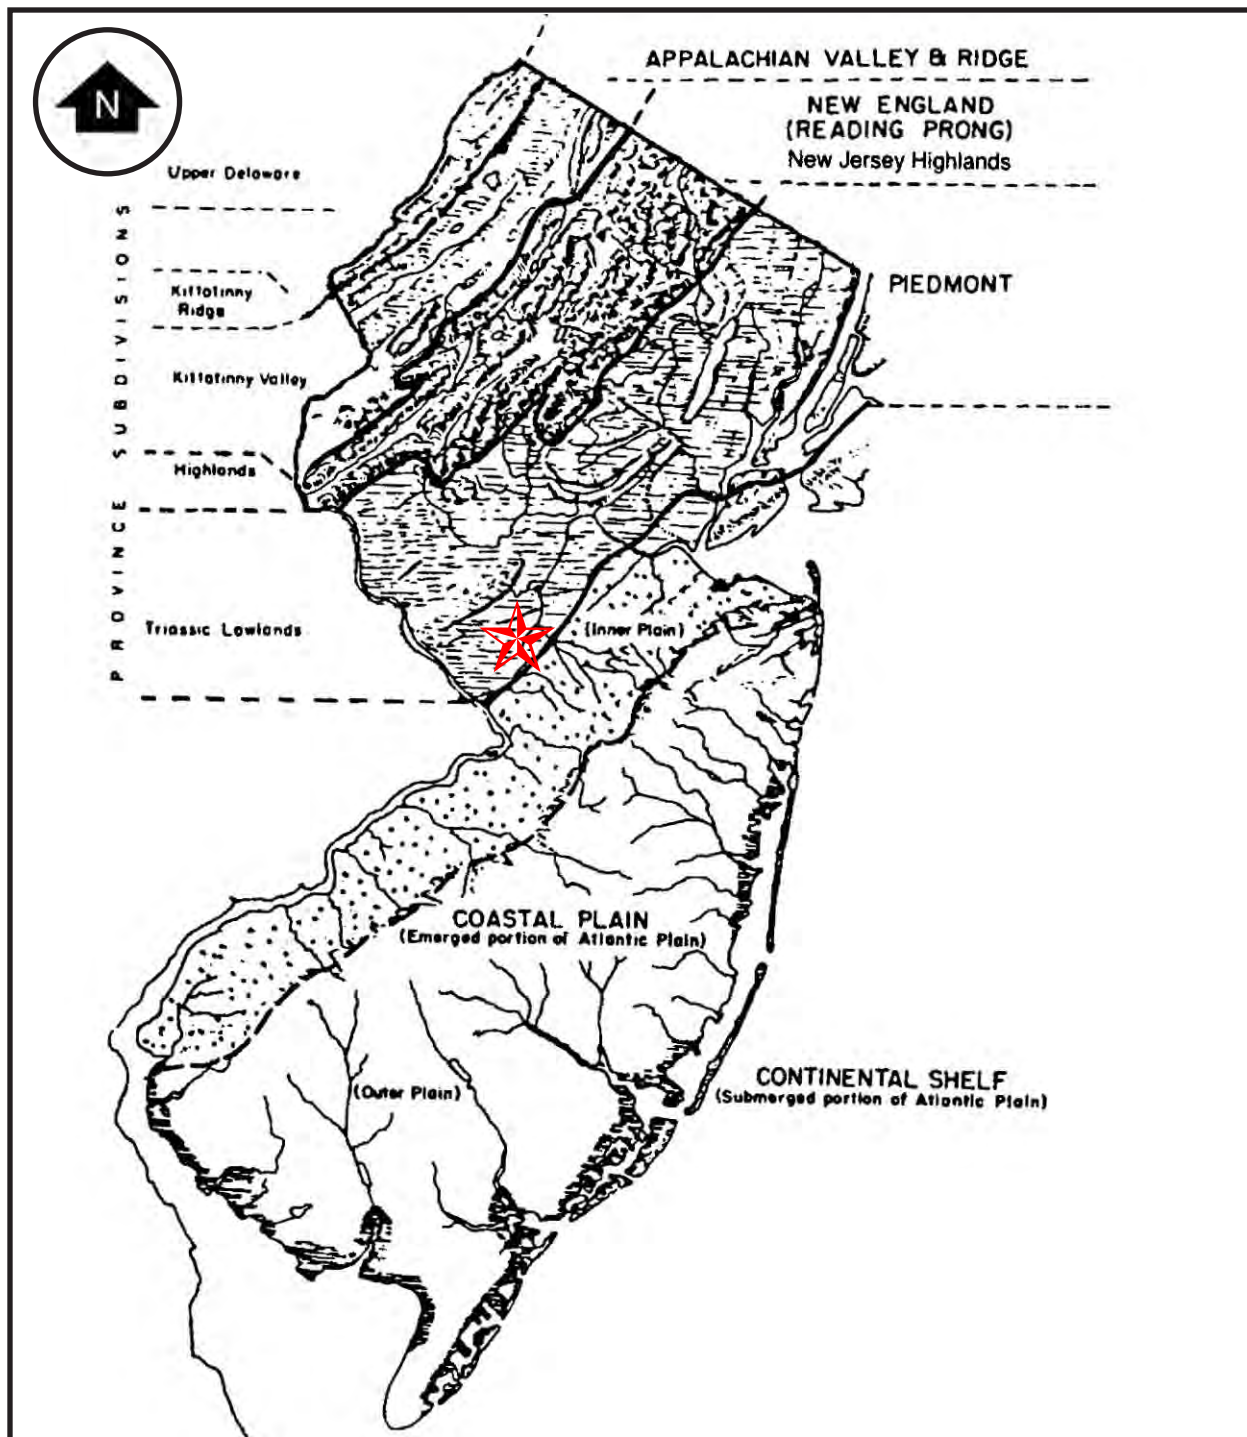 N
APPALACHIAN VALLEY & RIDGE
NEW ENGLAND
(READING PRONG)
New Jersey Highlands
PIEDMONT
PROVINCE SUBDIVISIONS
Upper Delaware
Kittatinny
Ridge
Kittatinny Valley
Highlands
Triassic Lowlands
(Inner Plain)
COASTAL PLAIN
(Emerged portion of Atlantic Plain)
(Outer Plain)
CONTINENTAL SHELF
(Submerged portion of Atlantic Plain)